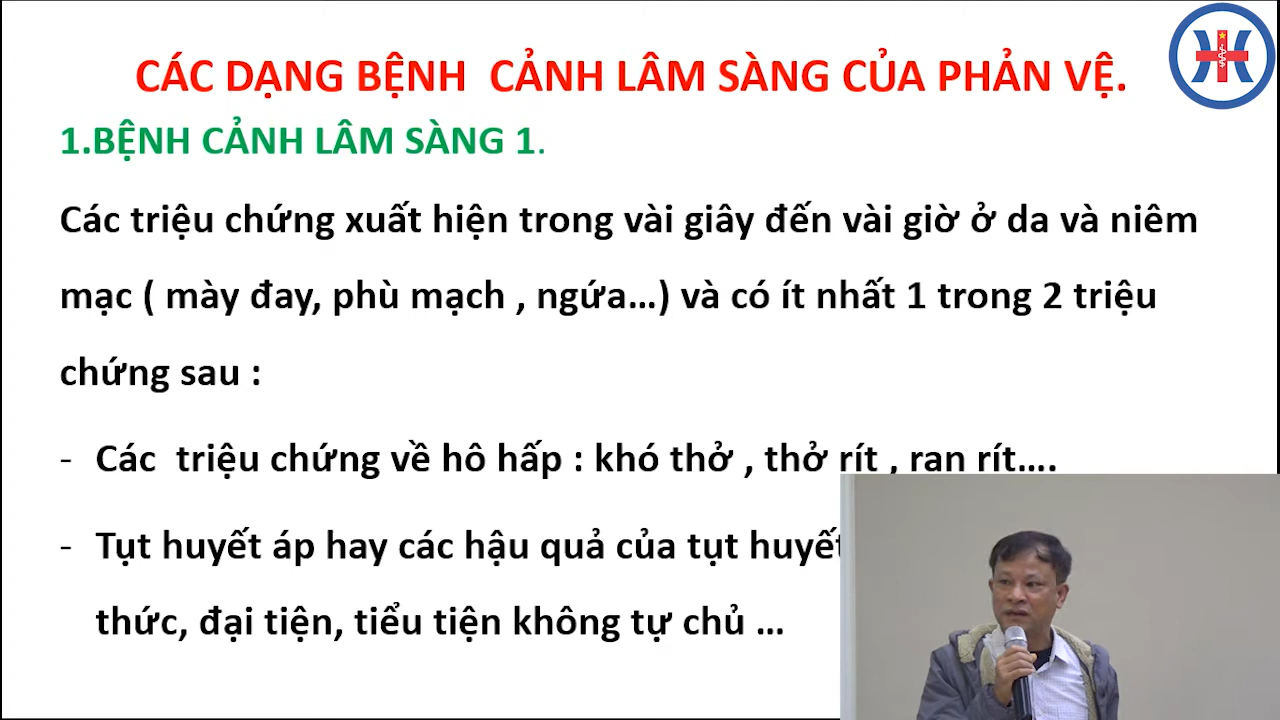 CÁC DẠNG BỆNH CẢNH LÂM SÀNG CỦA PHẢN VỆ.
1.BỆNH CẢNH LÂM SÀNG 1.
Các triệu chứng xuất hiện trong vài giây đến vài giờ ở da và niêm
mạc ( mày đay, phù mạch , ngứa...) và có ít nhất 1 trong 2 triệu
chứng sau :
- Các triệu chứng về hô hấp : khó thở , thở rít , ran rít....
- Tụt huyết áp hay các hậu quả của tụt huyết
thức, đại tiện, tiểu tiện không tự chủ ...